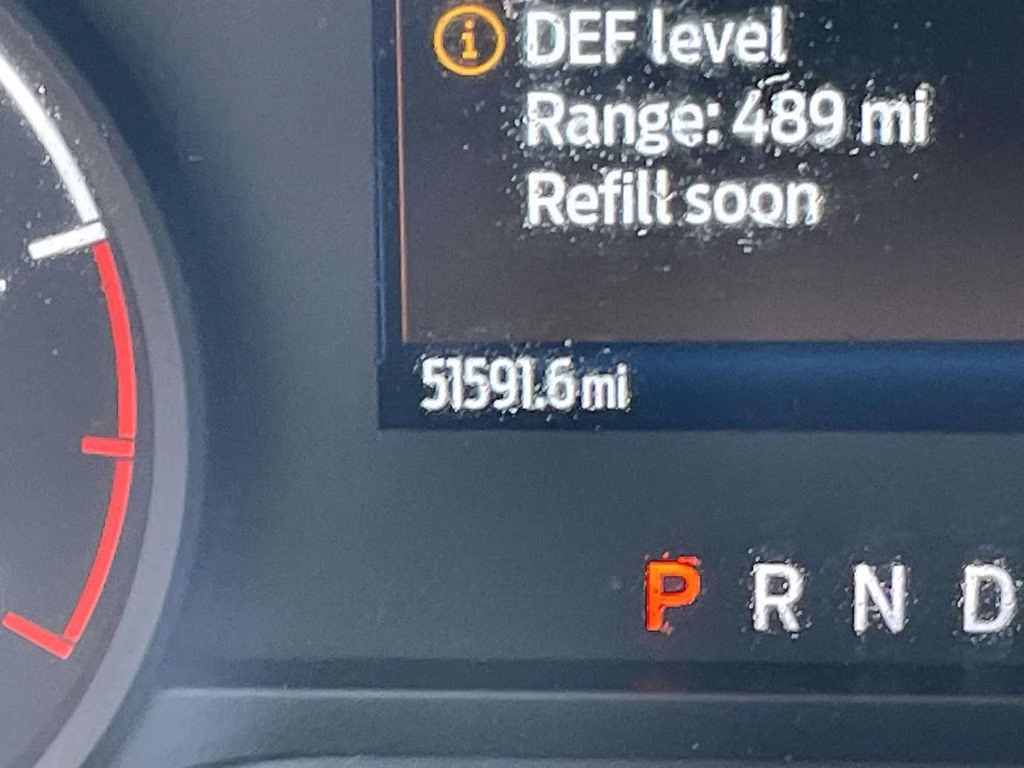 i DEF level
Range: 489 mi
Refill soon
51591.6 mi
P R N D